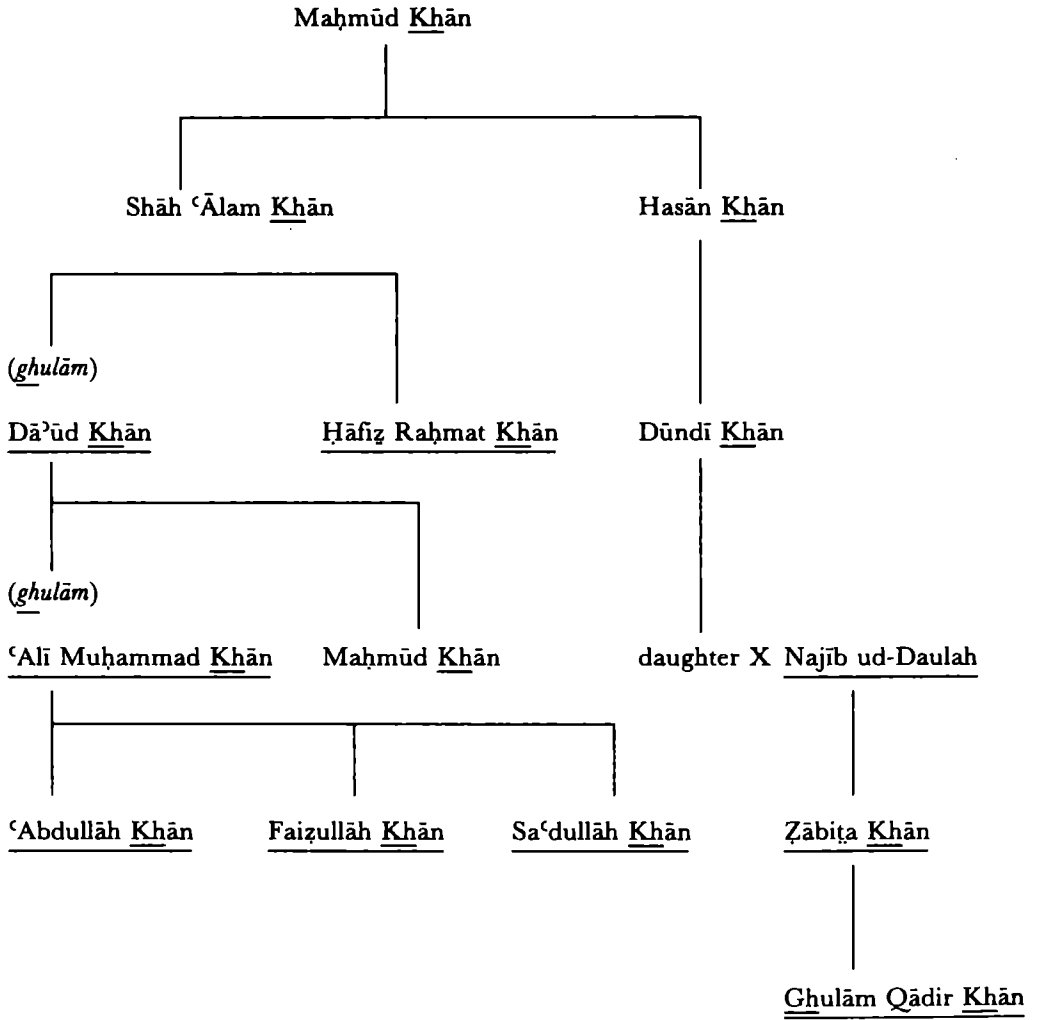 Maḥmūd Khān
Shāh ʿĀlam Khān Hasān Khān
(ghulām)
Dāʾūd Khān Ḥāfiẓ Raḥmat Khān Dūndī Khān
(ghulām)
ʿAlī Muḥammad Khān Maḥmūd Khān daughter X Najīb ud-Daulah
ʿAbdullāh Khān Faiẓullāh Khān Saʿdullāh Khān Ẓābiṭa Khān
Ghulām Qādir Khān